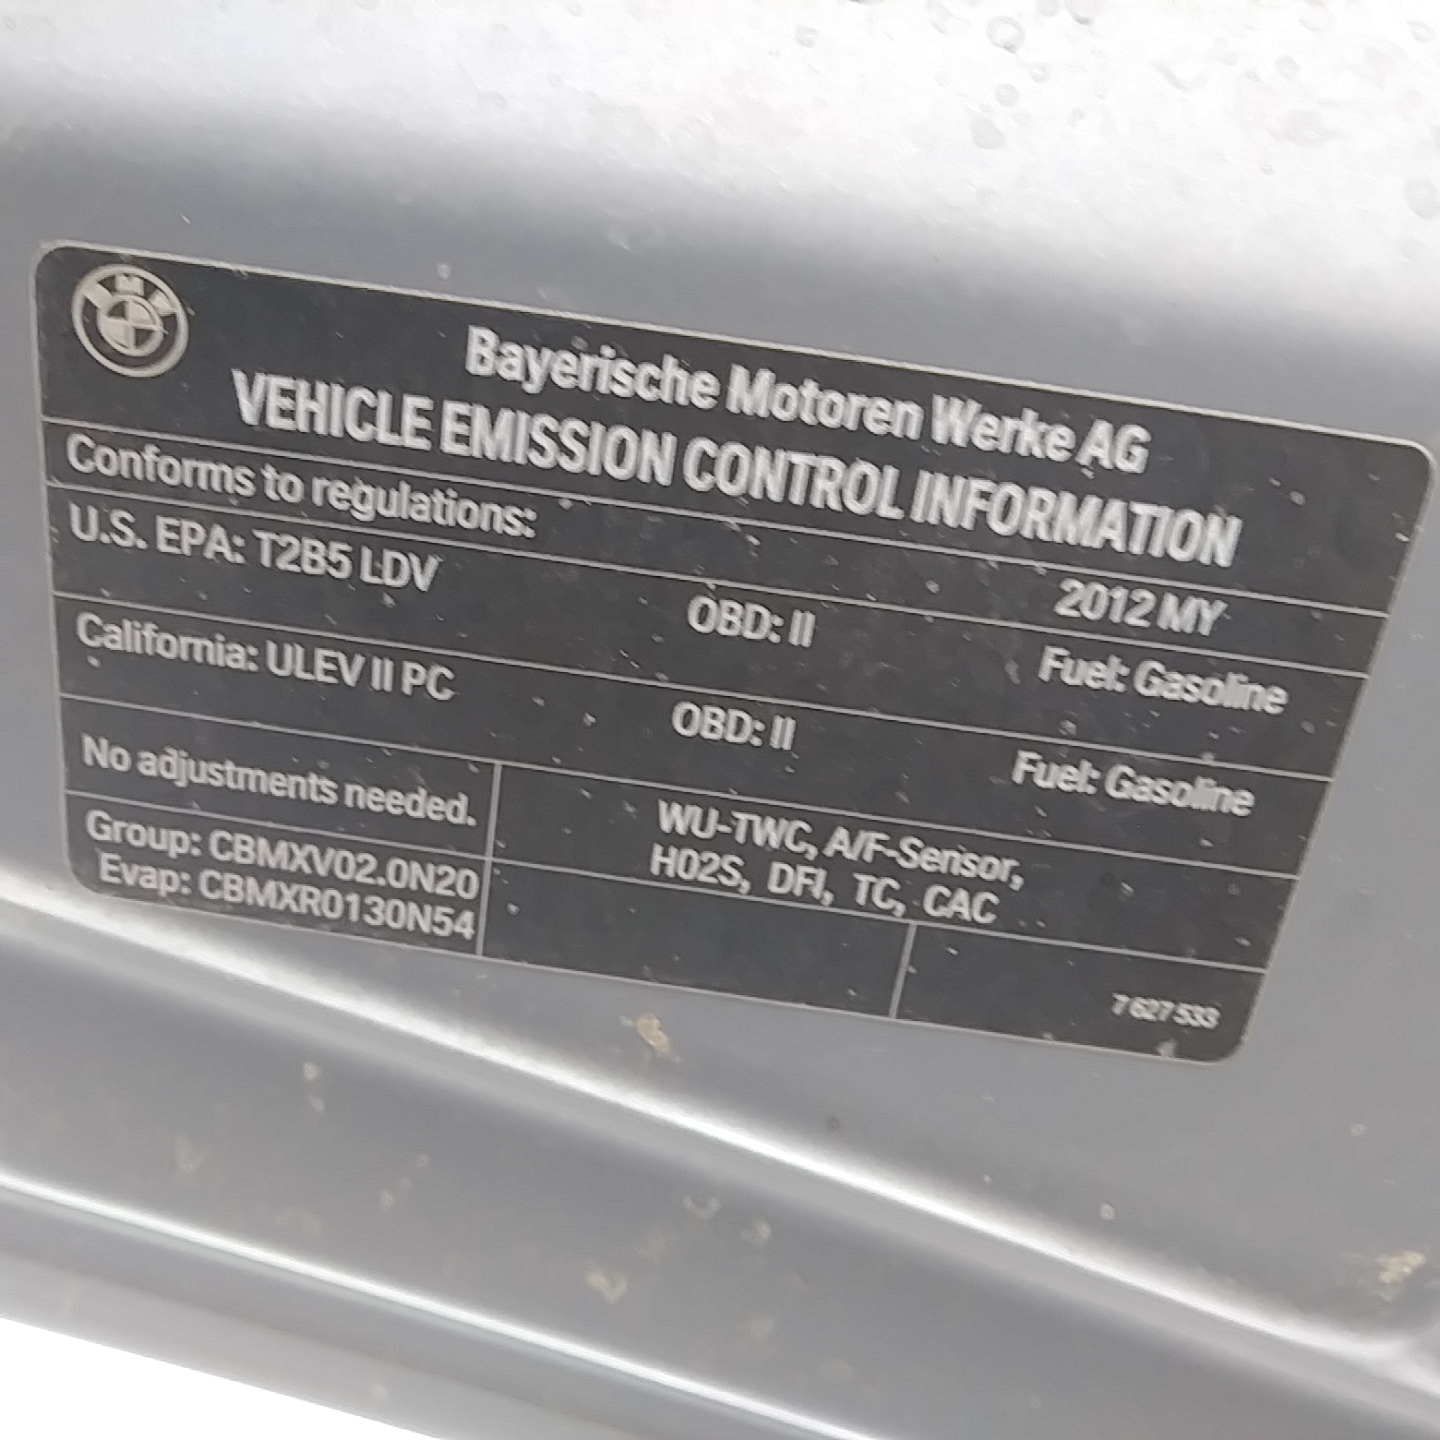 BMW
Bayerische Motoren Werke AG
VEHICLE EMISSION CONTROL INFORMATION
Conforms to regulations: 2012 MY
U.S. EPA: T2B5 LDV OBD: II Fuel: Gasoline
California: ULEV II PC OBD: II Fuel: Gasoline
No adjustments needed.
WU-TWC, A/F-Sensor,
H02S, DFI, TC, CAC
Group: CBMXV02.0N20
Evap: CBMXR0130N54
7 627 533